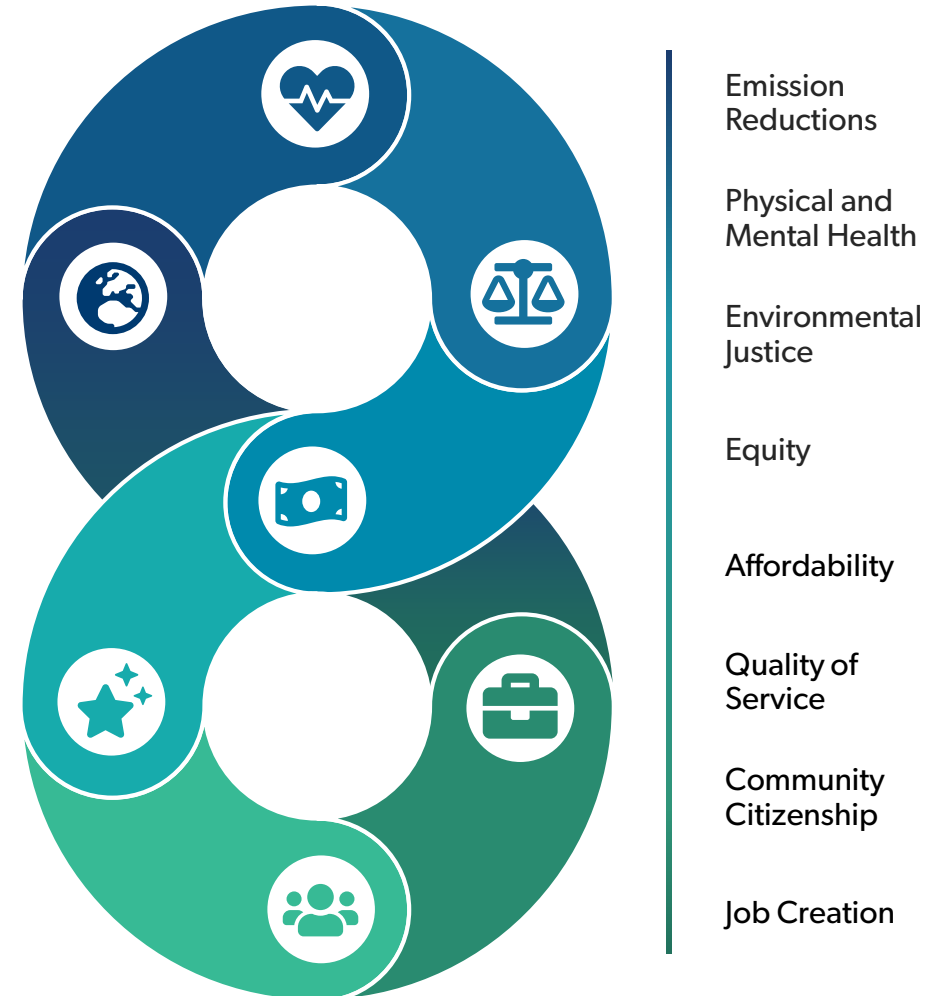 Emission
Reductions
Physical and
Mental Health
Environmental
Justice
Equity
Affordability
Quality of
Service
Community
Citizenship
Job Creation